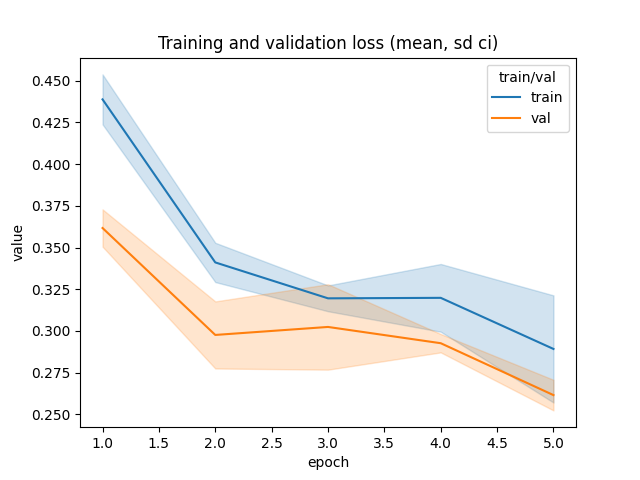 Training and validation loss (mean, sd ci)
train/val
train
val
value
0.450
0.425
0.400
0.375
0.350
0.325
0.300
0.275
0.250
1.0 1.5 2.0 2.5 3.0 3.5 4.0 4.5 5.0
epoch